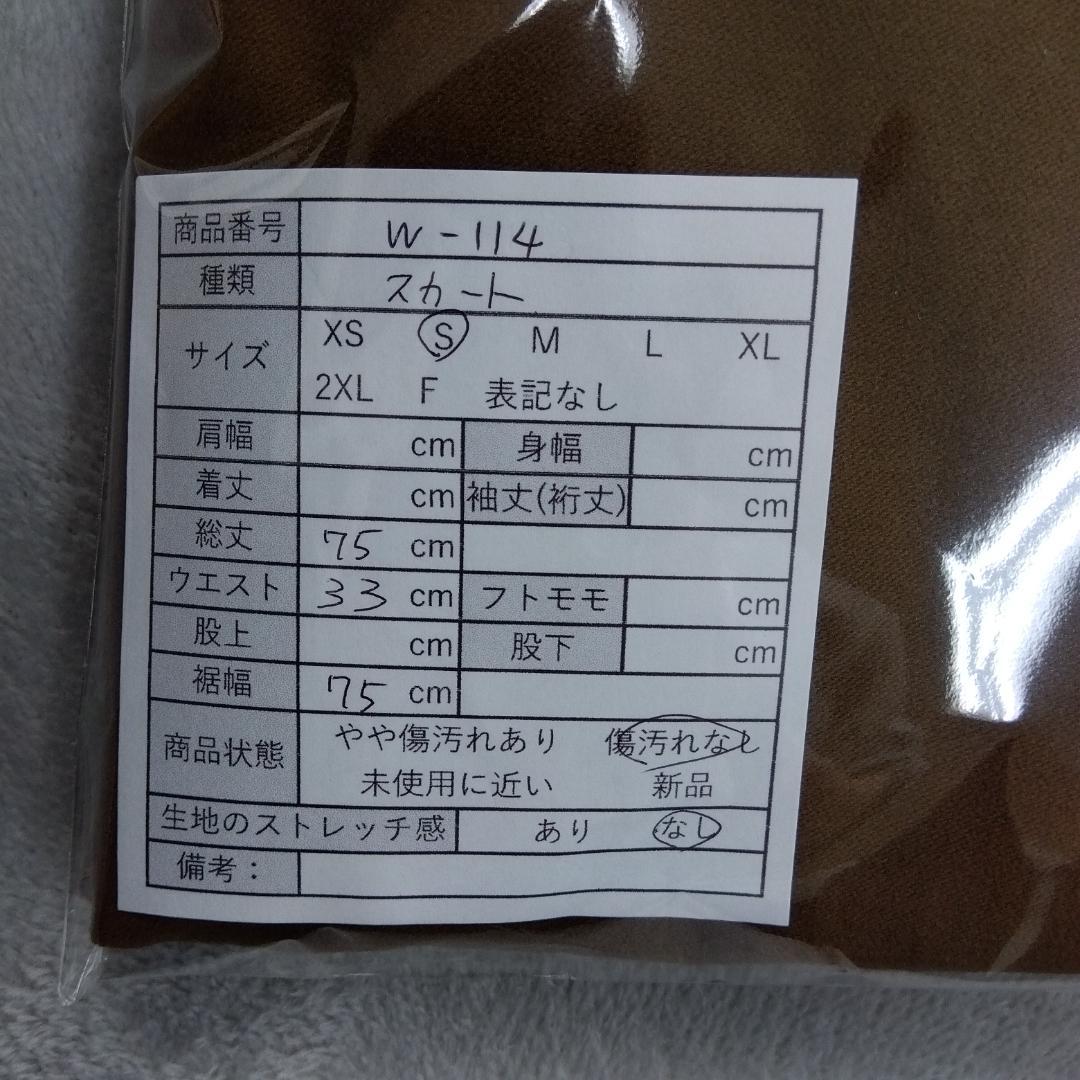 商品番号 W-114
種類 スカート
サイズ XS S M L XL
2XL F 表記なし
肩幅 cm 身幅 cm
着丈 cm 袖丈(裄丈) cm
総丈 75 cm
ウエスト 33 cm フトモモ cm
股上 cm 股下 cm
裾幅 75 cm
商品状態 やや傷汚れあり 傷汚れなし
未使用に近い 新品
生地のストレッチ感 あり なし
備考：